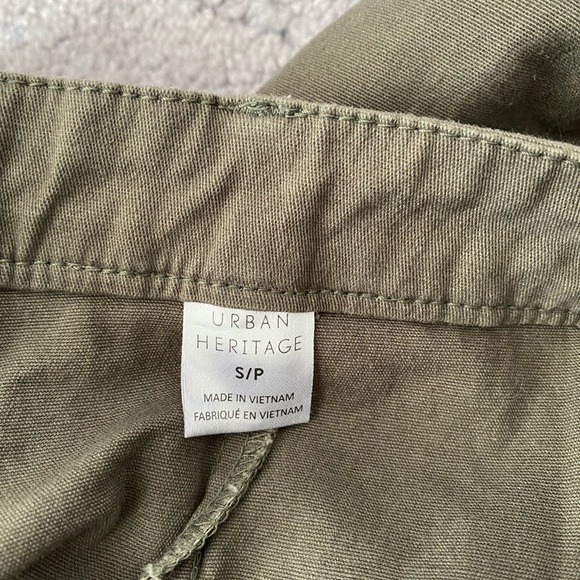 URBAN
HERITAGE
S/P
MADE IN VIETNAM
FABRIQUÉ EN VIETNAM